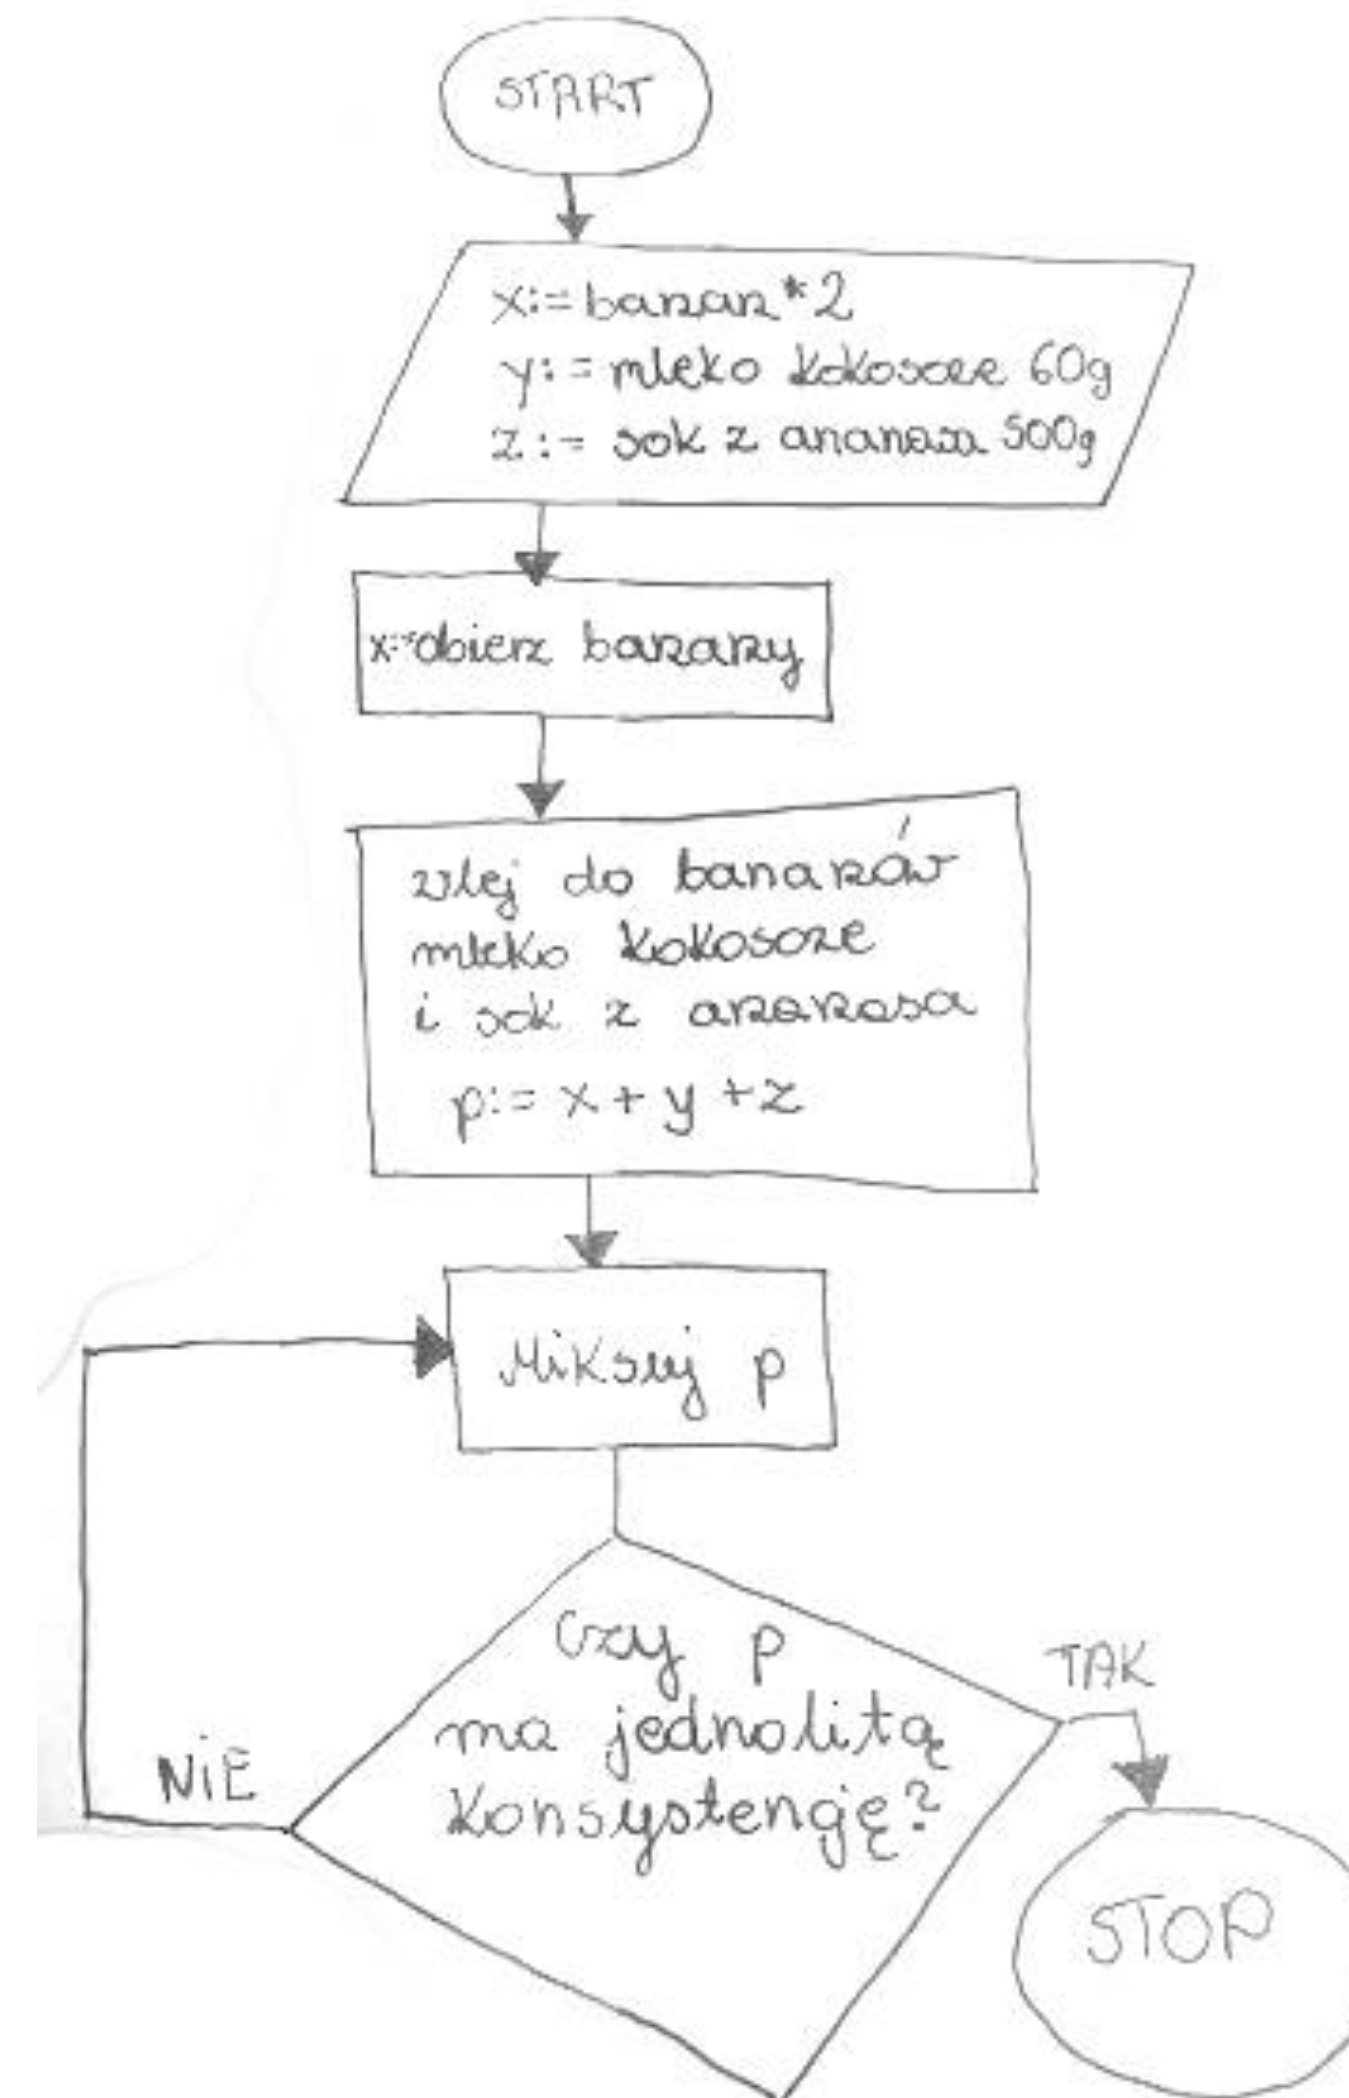 START
x:= banan * 2
y:= mleko kokosowe 60g
z:= sok z ananasa 500g
x:= obierz banany
wlej do bananów
mleko kokosowe
i sok z ananasa
p:= x + y + z
Miksuj p
Czy p
ma jednolitą
konsystencję?
TAK
NIE
STOP